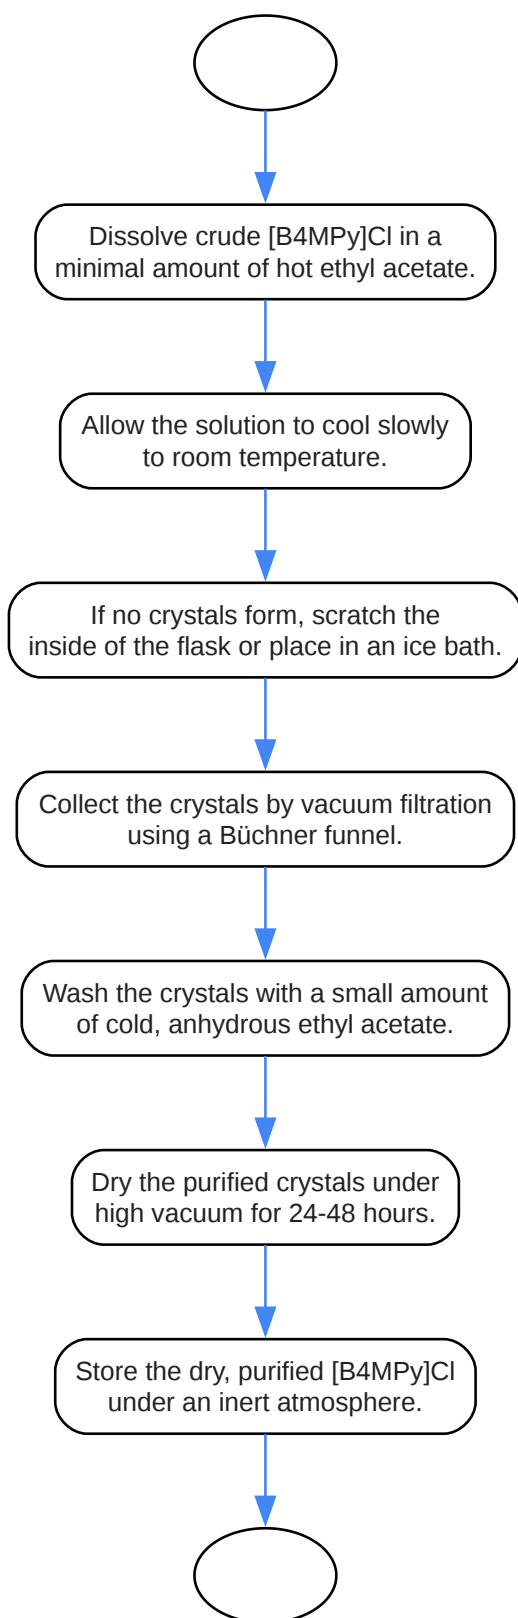 Dissolve crude [B4MPy]Cl in a
minimal amount of hot ethyl acetate.
Allow the solution to cool slowly
to room temperature.
If no crystals form, scratch the
inside of the flask or place in an ice bath.
Collect the crystals by vacuum filtration
using a Büchner funnel.
Wash the crystals with a small amount
of cold, anhydrous ethyl acetate.
Dry the purified crystals under
high vacuum for 24-48 hours.
Store the dry, purified [B4MPy]Cl
under an inert atmosphere.